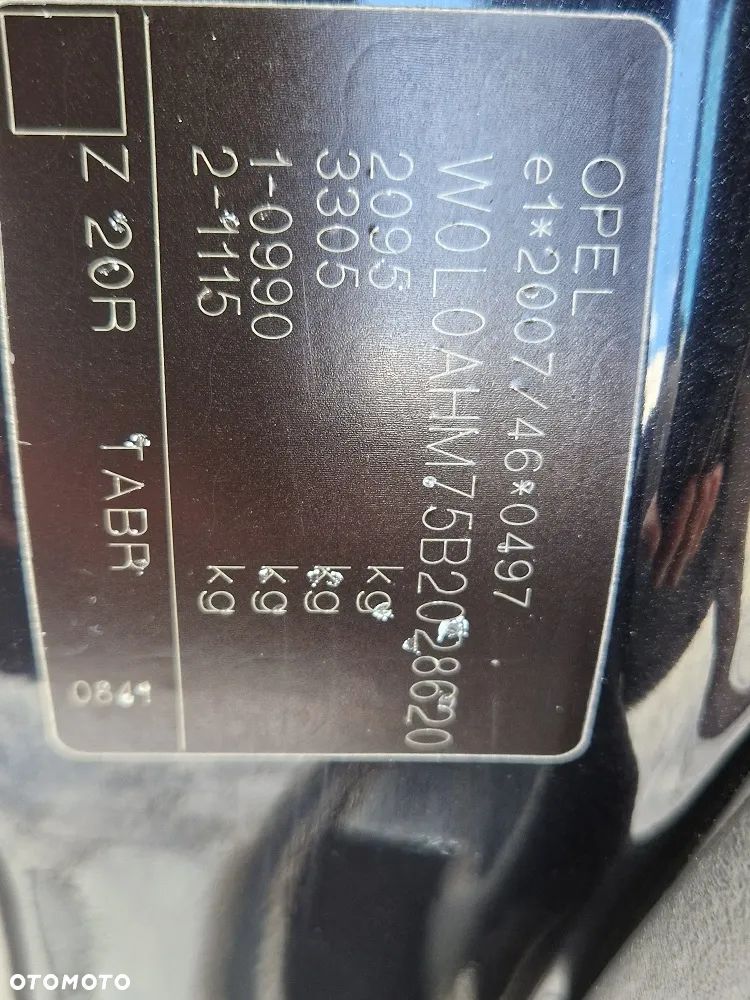 OPEL
e1*2007/46*0497
W0L0AHM75B2028620
2095 kg
3305 kg
1-0990 kg
2-1115 kg
Z 20R TABR
0841
OTOMOTO